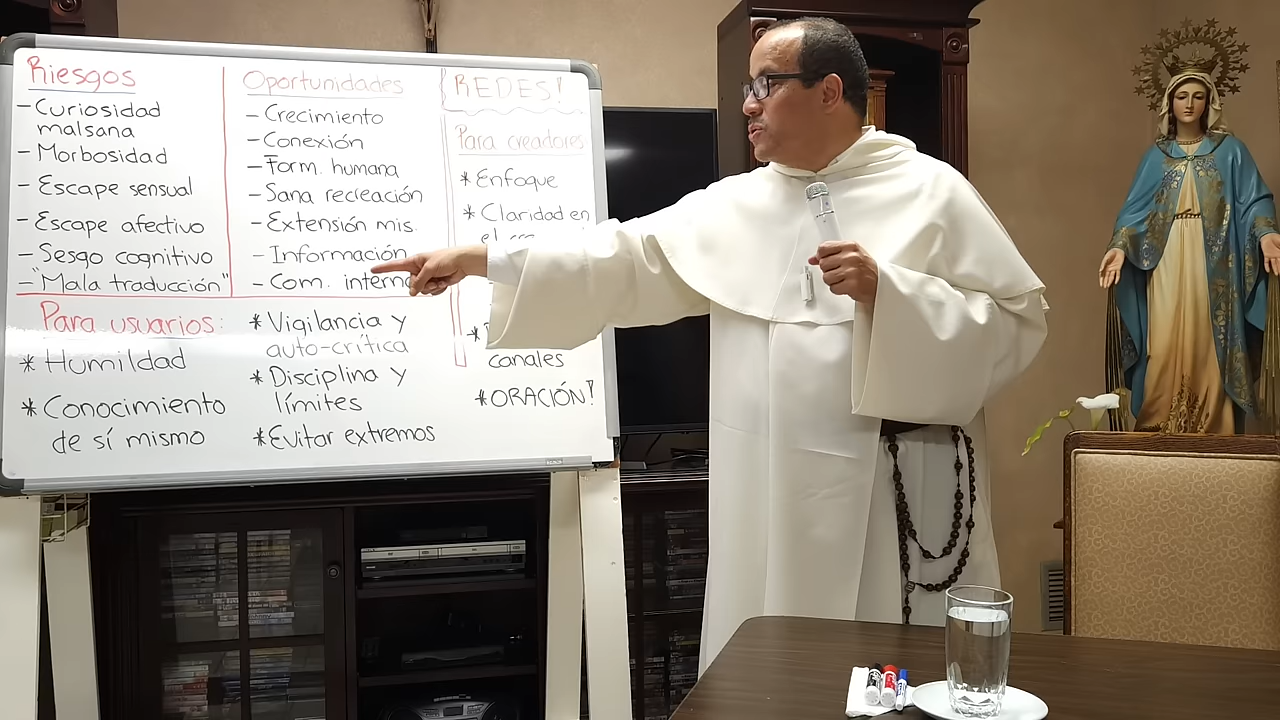 Riesgos
- Curiosidad
malsana
- Morbosidad
- Escape sensual
- Escape afectivo
- Sesgo cognitivo
- "Mala traducción"
Oportunidades
- Crecimiento
- Conexión
- Form. humana
- Sana recreación
- Extensión mis.
- Información
- Com. interna
REDES!
Para creadores
* Enfoque
* Claridad en
el
canales
* ORACIÓN!
Para usuarios:
* Humildad
* Conocimiento
de sí mismo
* Vigilancia y
auto-crítica
* Disciplina y
límites
* Evitar extremos